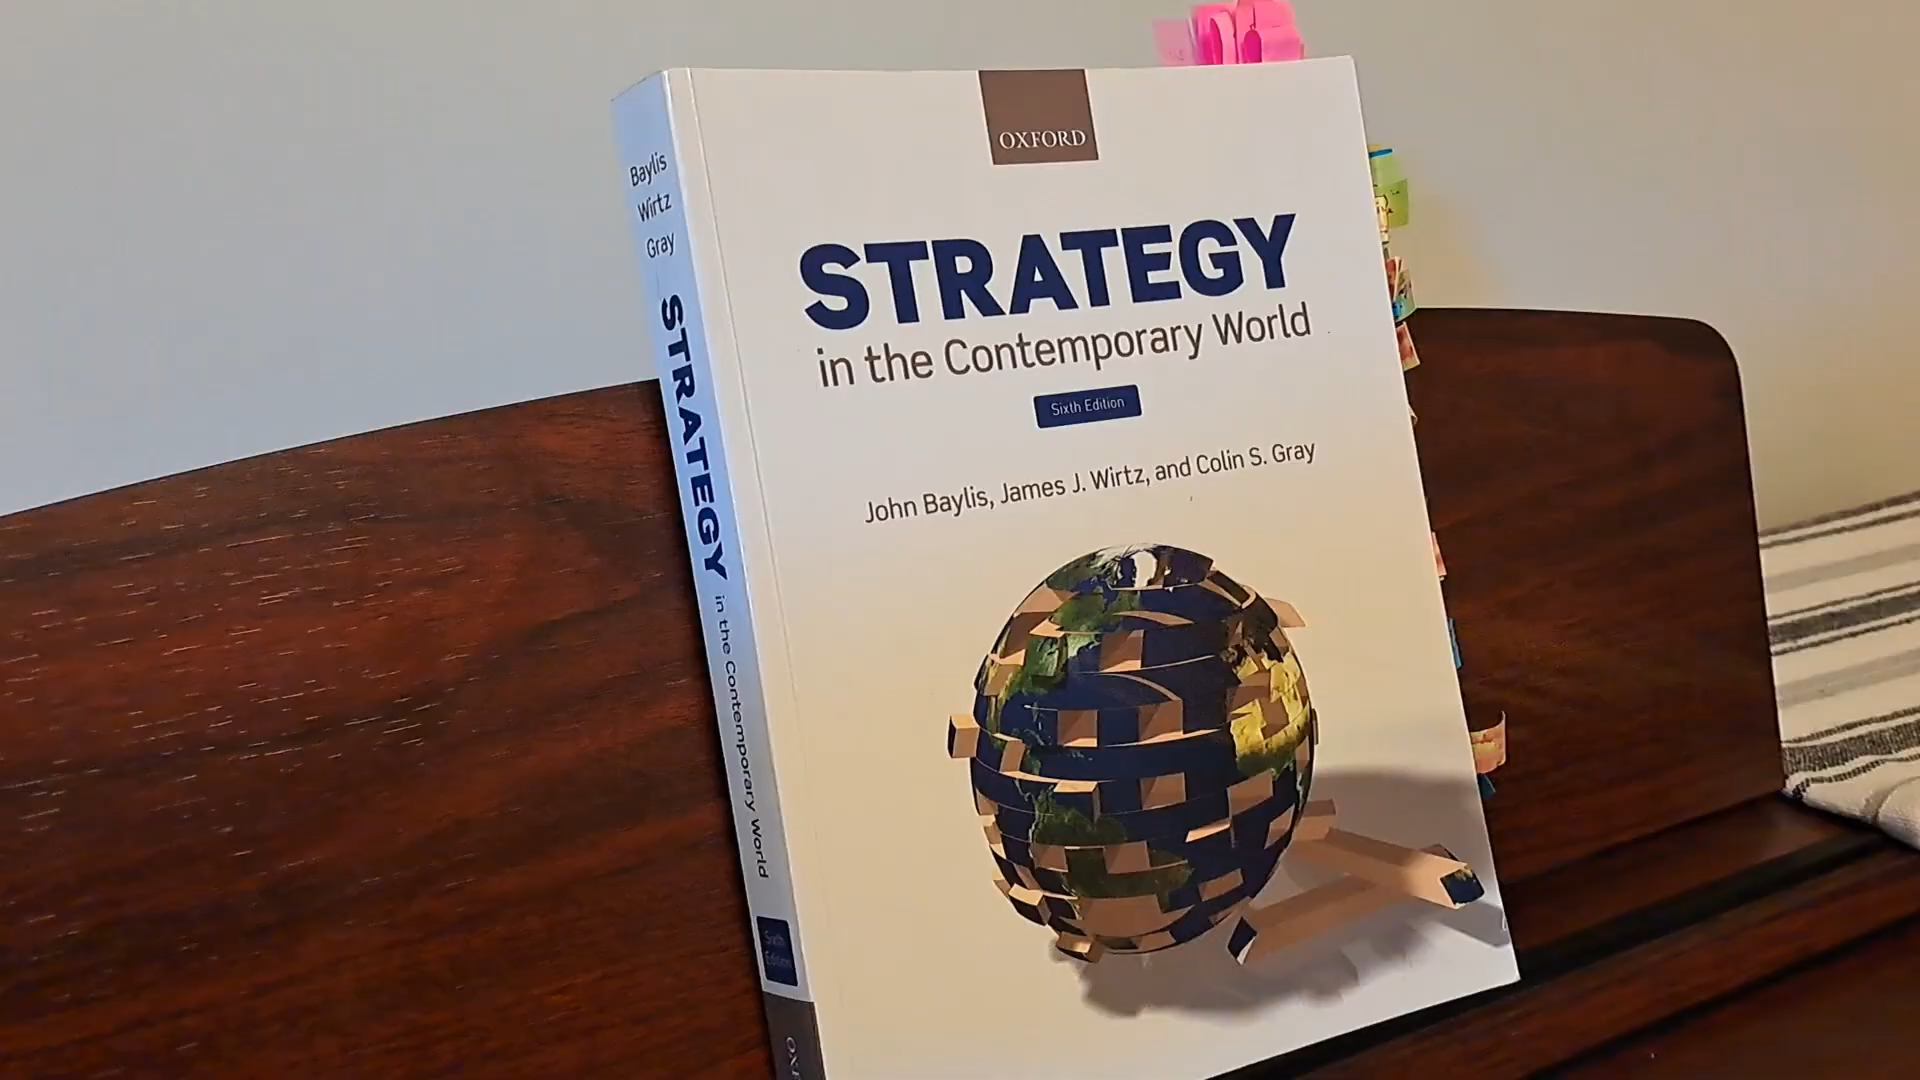 Baylis
Wirtz
Gray
STRATEGY in the Contemporary World
Sixth
Edition
OXFORD
STRATEGY
in the Contemporary World
Sixth Edition
John Baylis, James J. Wirtz, and Colin S. Gray